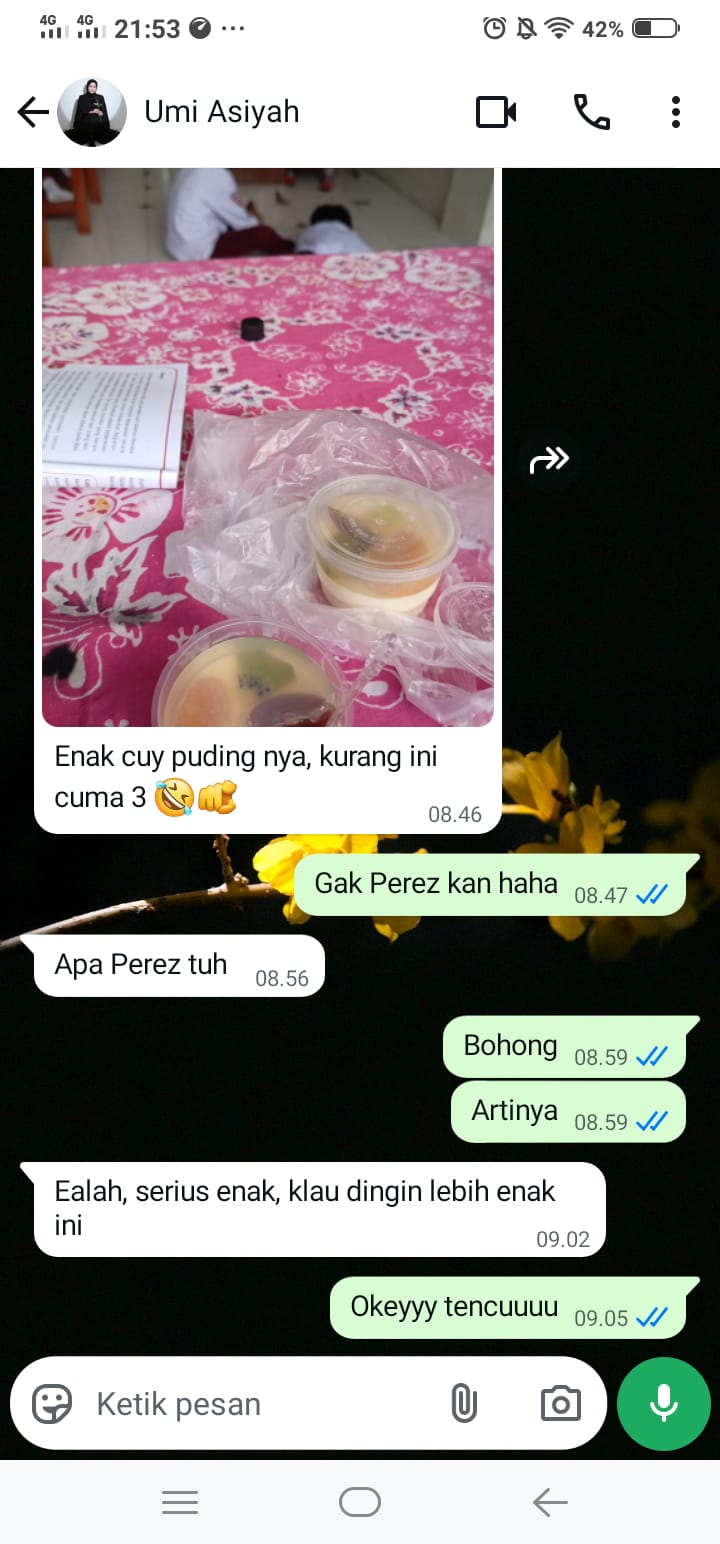 4G 4G 21:53 ... 42%
Umi Asiyah
Enak cuy puding nya, kurang ini
cuma 3 🤣🫵
08.46
Gak Perez kan haha 08.47
Apa Perez tuh 08.56
Bohong 08.59
Artinya 08.59
Ealah, serius enak, klau dingin lebih enak
ini
09.02
Okeyyy tencuuuu 09.05
Ketik pesan